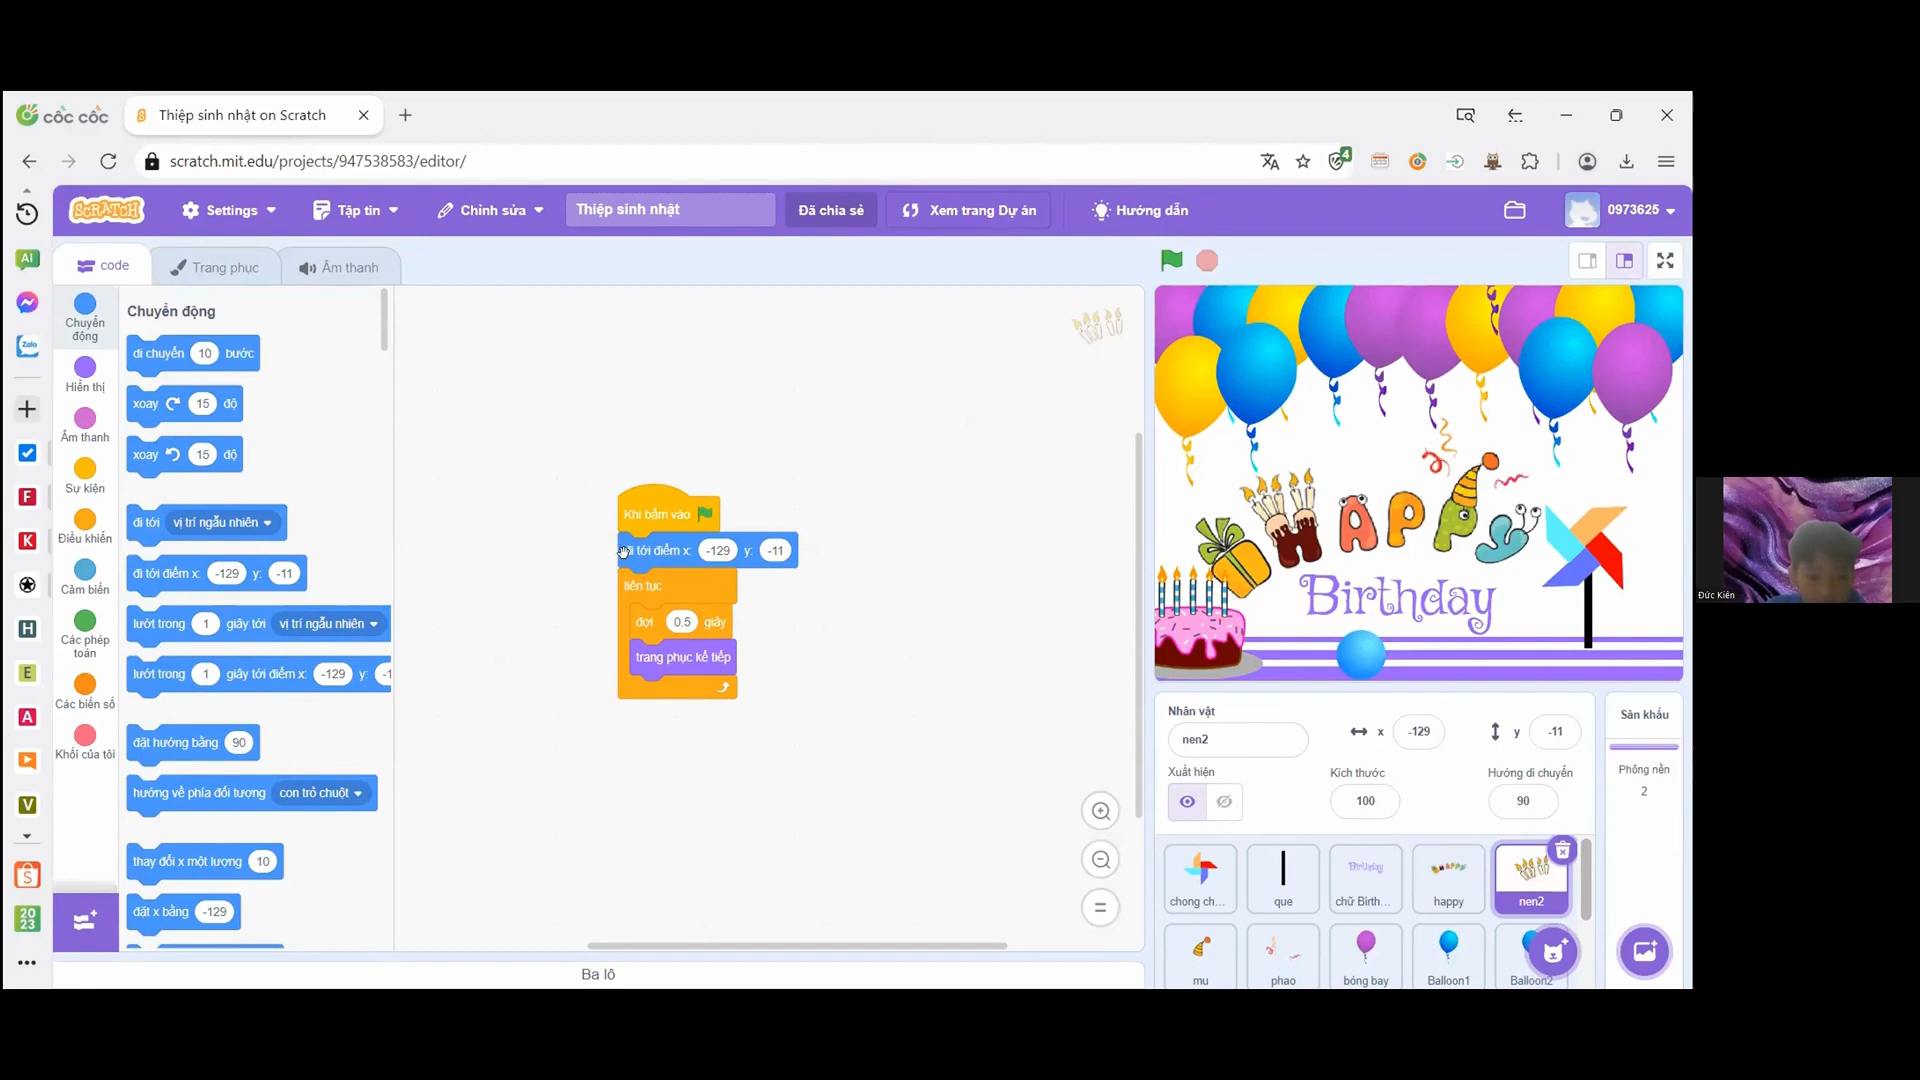 cốc cốc
Thiệp sinh nhật on Scratch
scratch.mit.edu/projects/947538583/editor/
4
SCRATCH
Settings
Tập tin
Chỉnh sửa
Thiệp sinh nhật
Đã chia sẻ
Xem trang Dự án
Hướng dẫn
0973625
code
Trang phục
Âm thanh
AI
Zalo
F
K
H
E
A
V
20
23
Chuyển
động
Hiển thị
Âm thanh
Sự kiện
Điều khiển
Cảm biến
Các phép
toán
Các biến số
Khối của tôi
Chuyển động
di chuyển 10 bước
xoay 15 độ
xoay 15 độ
đi tới vị trí ngẫu nhiên
đi tới điểm x: -129 y: -11
lướt trong 1 giây tới vị trí ngẫu nhiên
lướt trong 1 giây tới điểm x: -129 y: -1
đặt hướng bằng 90
hướng về phía đối tượng con trỏ chuột
thay đổi x một lượng 10
đặt x bằng -129
Khi bấm vào
tới điểm x: -129 y: -11
liên tục
đợi 0.5 giây
trang phục kế tiếp
Ba lô
HAPPY
Birthday
Nhân vật
nen2
x -129
y -11
Xuất hiện
Kích thước
100
Hướng di chuyển
90
Sân khấu
Phông nền
2
chong ch...
que
chữ Birth...
happy
nen2
mu
phao
bóng bay
Balloon1
Balloon2
Đức Kiên